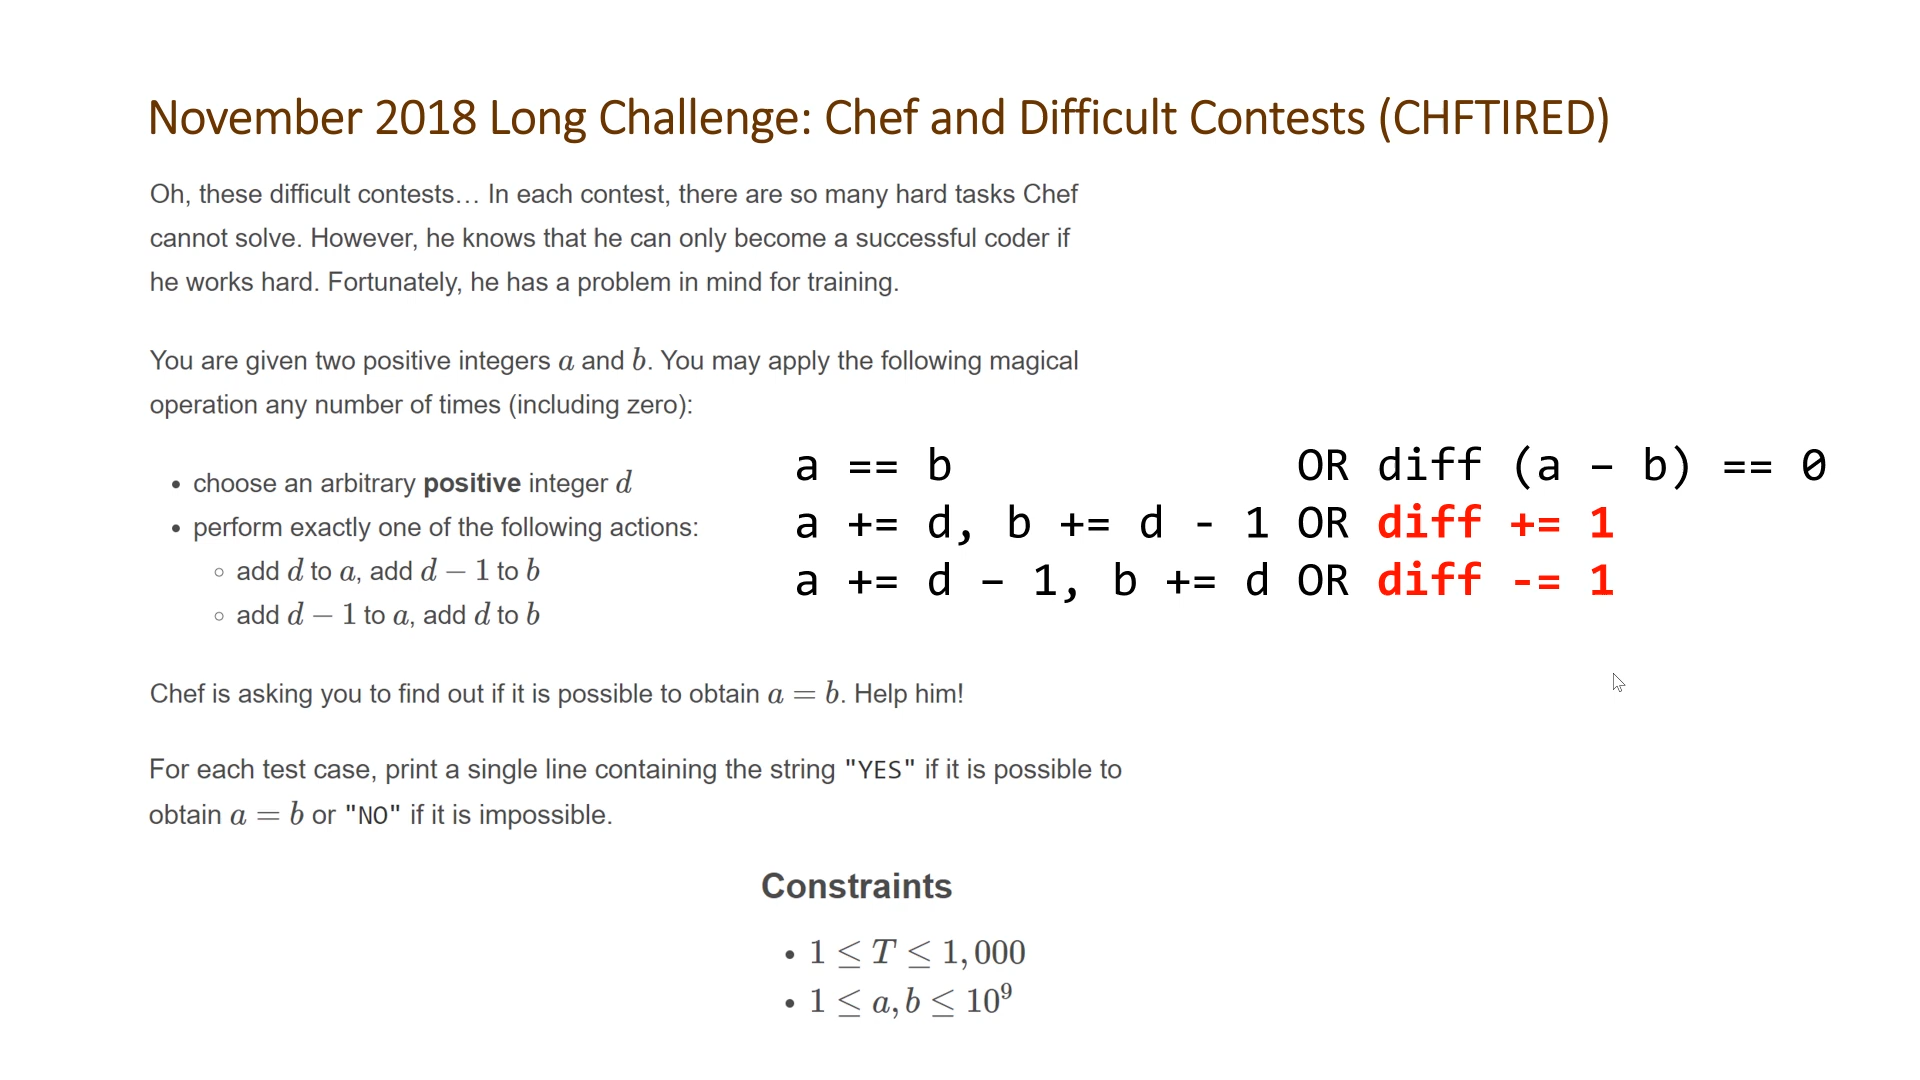 November 2018 Long Challenge: Chef and Difficult Contests (CHFTIRED)
Oh, these difficult contests… In each contest, there are so many hard tasks Chef
cannot solve. However, he knows that he can only become a successful coder if
he works hard. Fortunately, he has a problem in mind for training.
You are given two positive integers a and b. You may apply the following magical
operation any number of times (including zero):
• choose an arbitrary positive integer d
• perform exactly one of the following actions:
◦ add d to a, add d − 1 to b
◦ add d − 1 to a, add d to b
a == b OR diff (a – b) == 0
a += d, b += d - 1 OR diff += 1
a += d – 1, b += d OR diff -= 1
Chef is asking you to find out if it is possible to obtain a = b. Help him!
For each test case, print a single line containing the string "YES" if it is possible to
obtain a = b or "NO" if it is impossible.
Constraints
• 1 ≤ T ≤ 1,000
• 1 ≤ a, b ≤ 10⁹